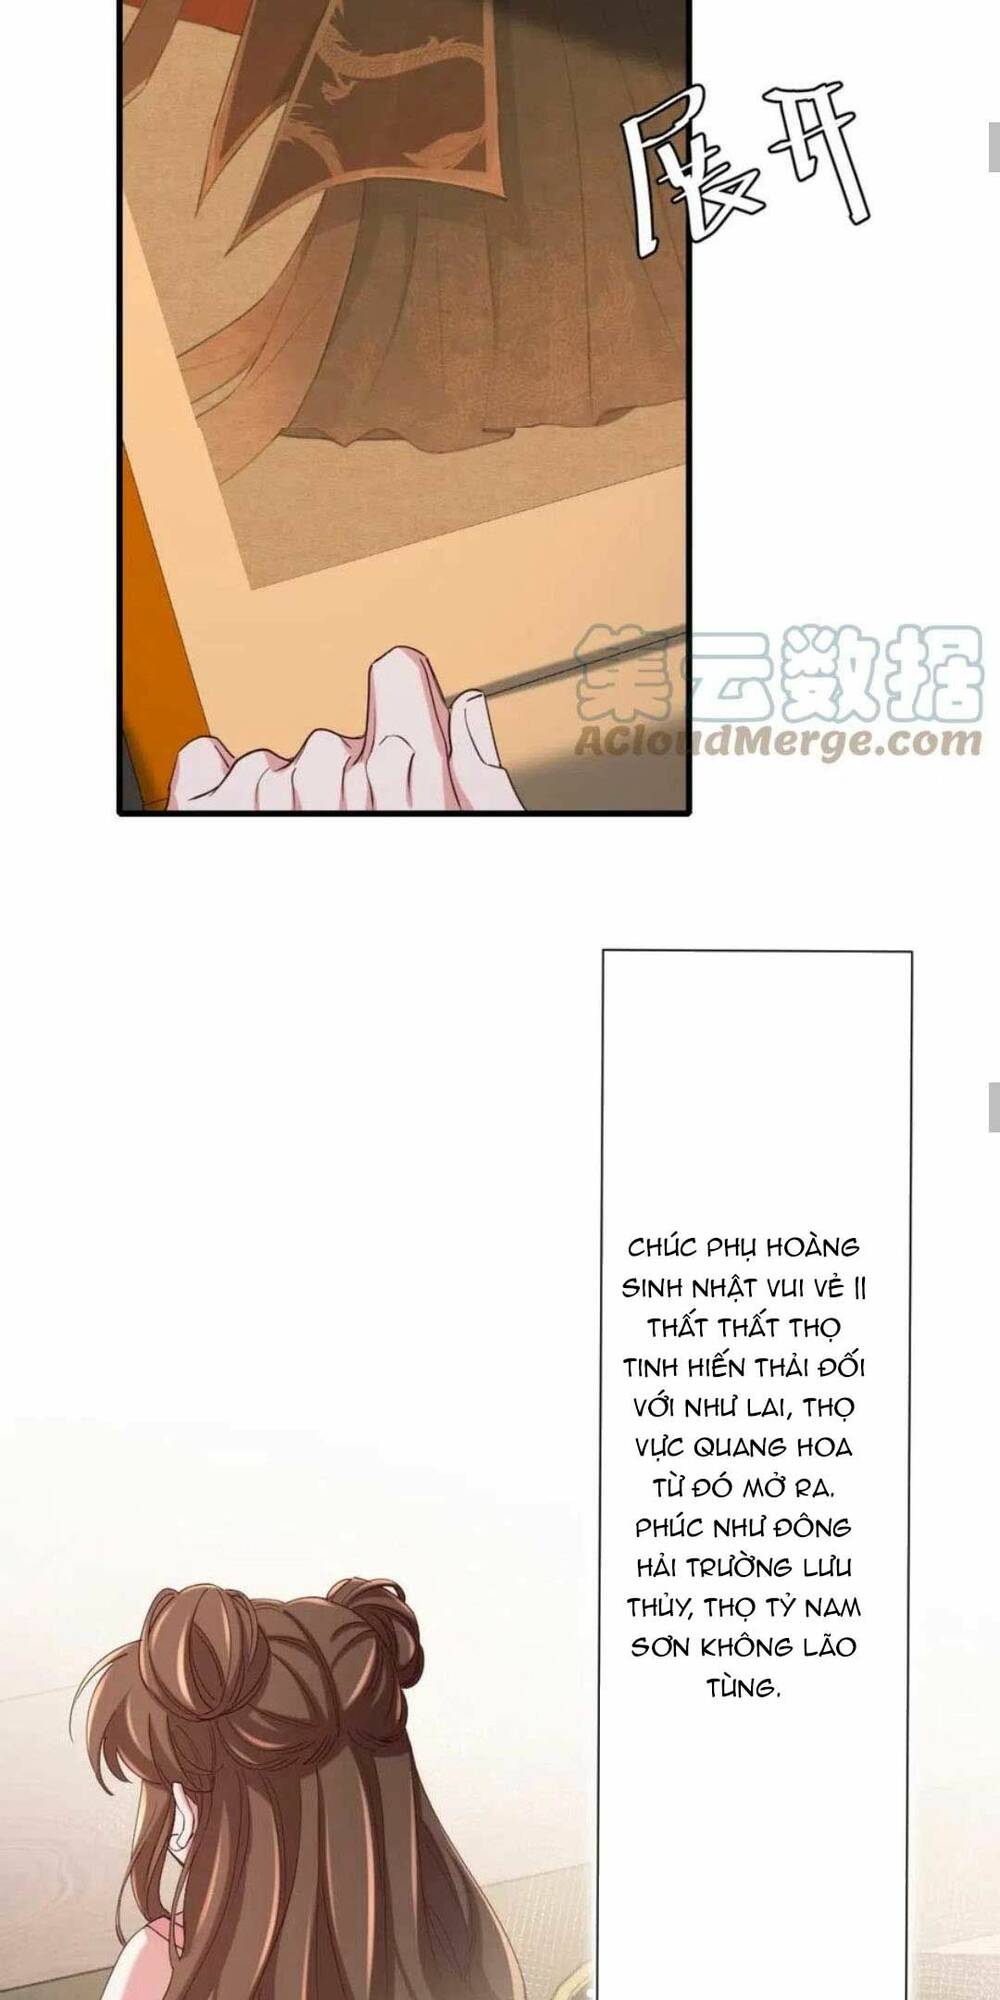 展开
集云数据
AcloudMerge.com
CHÚC PHỤ HOÀNG
SINH NHẬT VUI VẺ ||
THẤT THẤT THỌ
TINH HIẾN THẢI ĐỐI
VỚI NHƯ LAI, THỌ
VỰC QUANG HOA
TỪ ĐÓ MỞ RA.
PHÚC NHƯ ĐÔNG
HẢI TRƯỜNG LƯU
THỦY, THỌ TỶ NAM
SƠN KHÔNG LÃO
TÙNG.